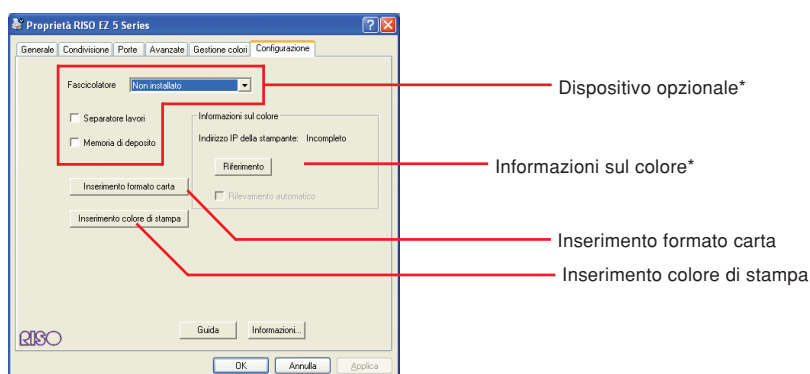 Proprietà RISO EZ 5 Series
Generale Condivisione Porte Avanzate Gestione colori Configurazione
Fascicolatore Non installato
Separatore lavori
Memoria di deposito
Informazioni sul colore
Indirizzo IP della stampante: Incompleto
Riferimento
Rilevamento automatico
Inserimento formato carta
Inserimento colore di stampa
Guida Informazioni...
RISO
OK Annulla Applica
Dispositivo opzionale*
Informazioni sul colore*
Inserimento formato carta
Inserimento colore di stampa